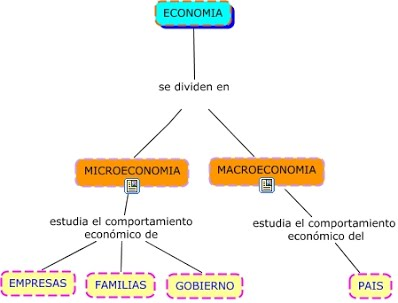 ECONOMIA
se dividen en
MICROECONOMIA
MACROECONOMIA
estudia el comportamiento
económico de
estudia el comportamiento
económico del
EMPRESAS
FAMILIAS
GOBIERNO
PAIS